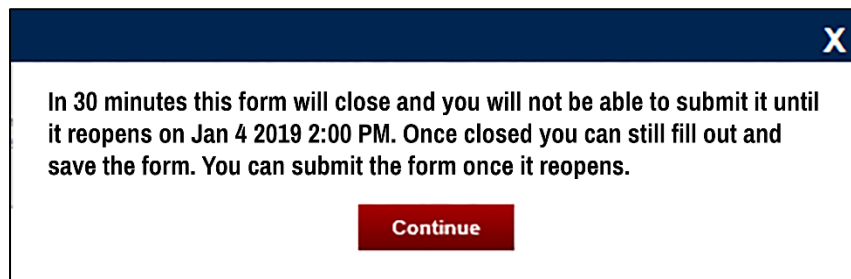 X
In 30 minutes this form will close and you will not be able to submit it until
it reopens on Jan 4 2019 2:00 PM. Once closed you can still fill out and
save the form. You can submit the form once it reopens.
Continue